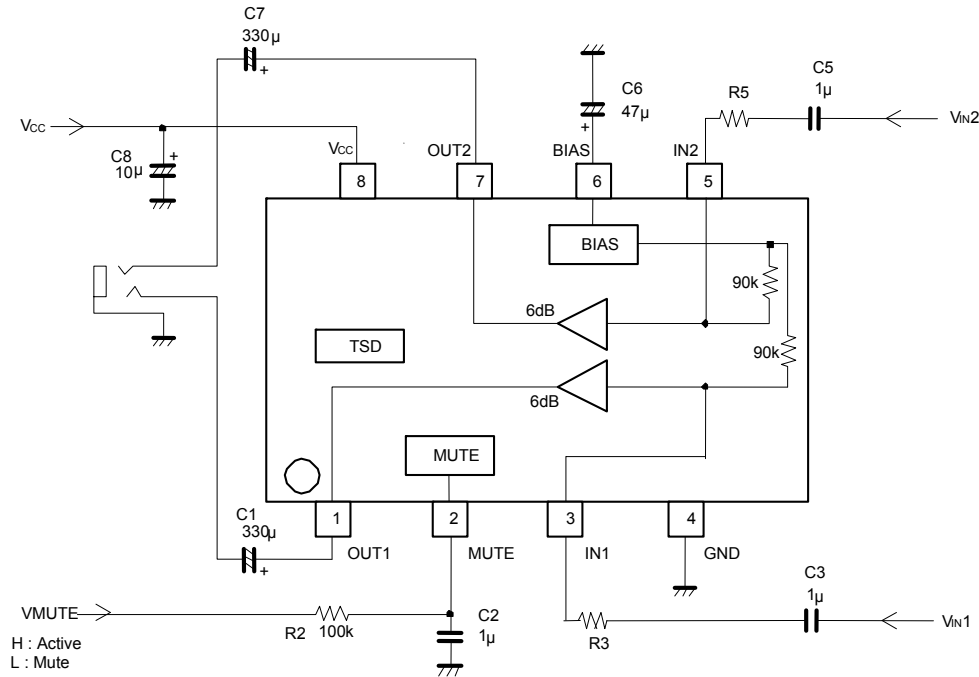 C7
330μ
C5
1μ
R5
VIN2
C6
47μ
VCC
C8
10μ
VCC
OUT2
BIAS
IN2
8
7
6
5
BIAS
90k
90k
6dB
6dB
TSD
MUTE
C1
330μ
1
2
3
4
OUT1
MUTE
IN1
GND
VMUTE
R2
100k
C2
1μ
R3
C3
1μ
VIN1
H : Active
L : Mute
+
+
+
+